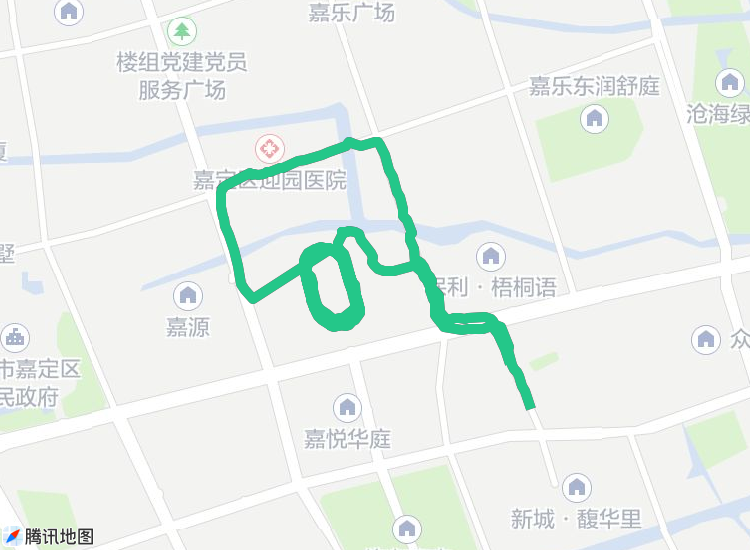 嘉乐广场
楼组党建党员
服务广场
嘉乐东润舒庭
沧海绿
厦
嘉定区迎园医院
墅
保利·梧桐语
嘉源
众
市嘉定区
民政府
嘉悦华庭
新城·馥华里
腾讯地图